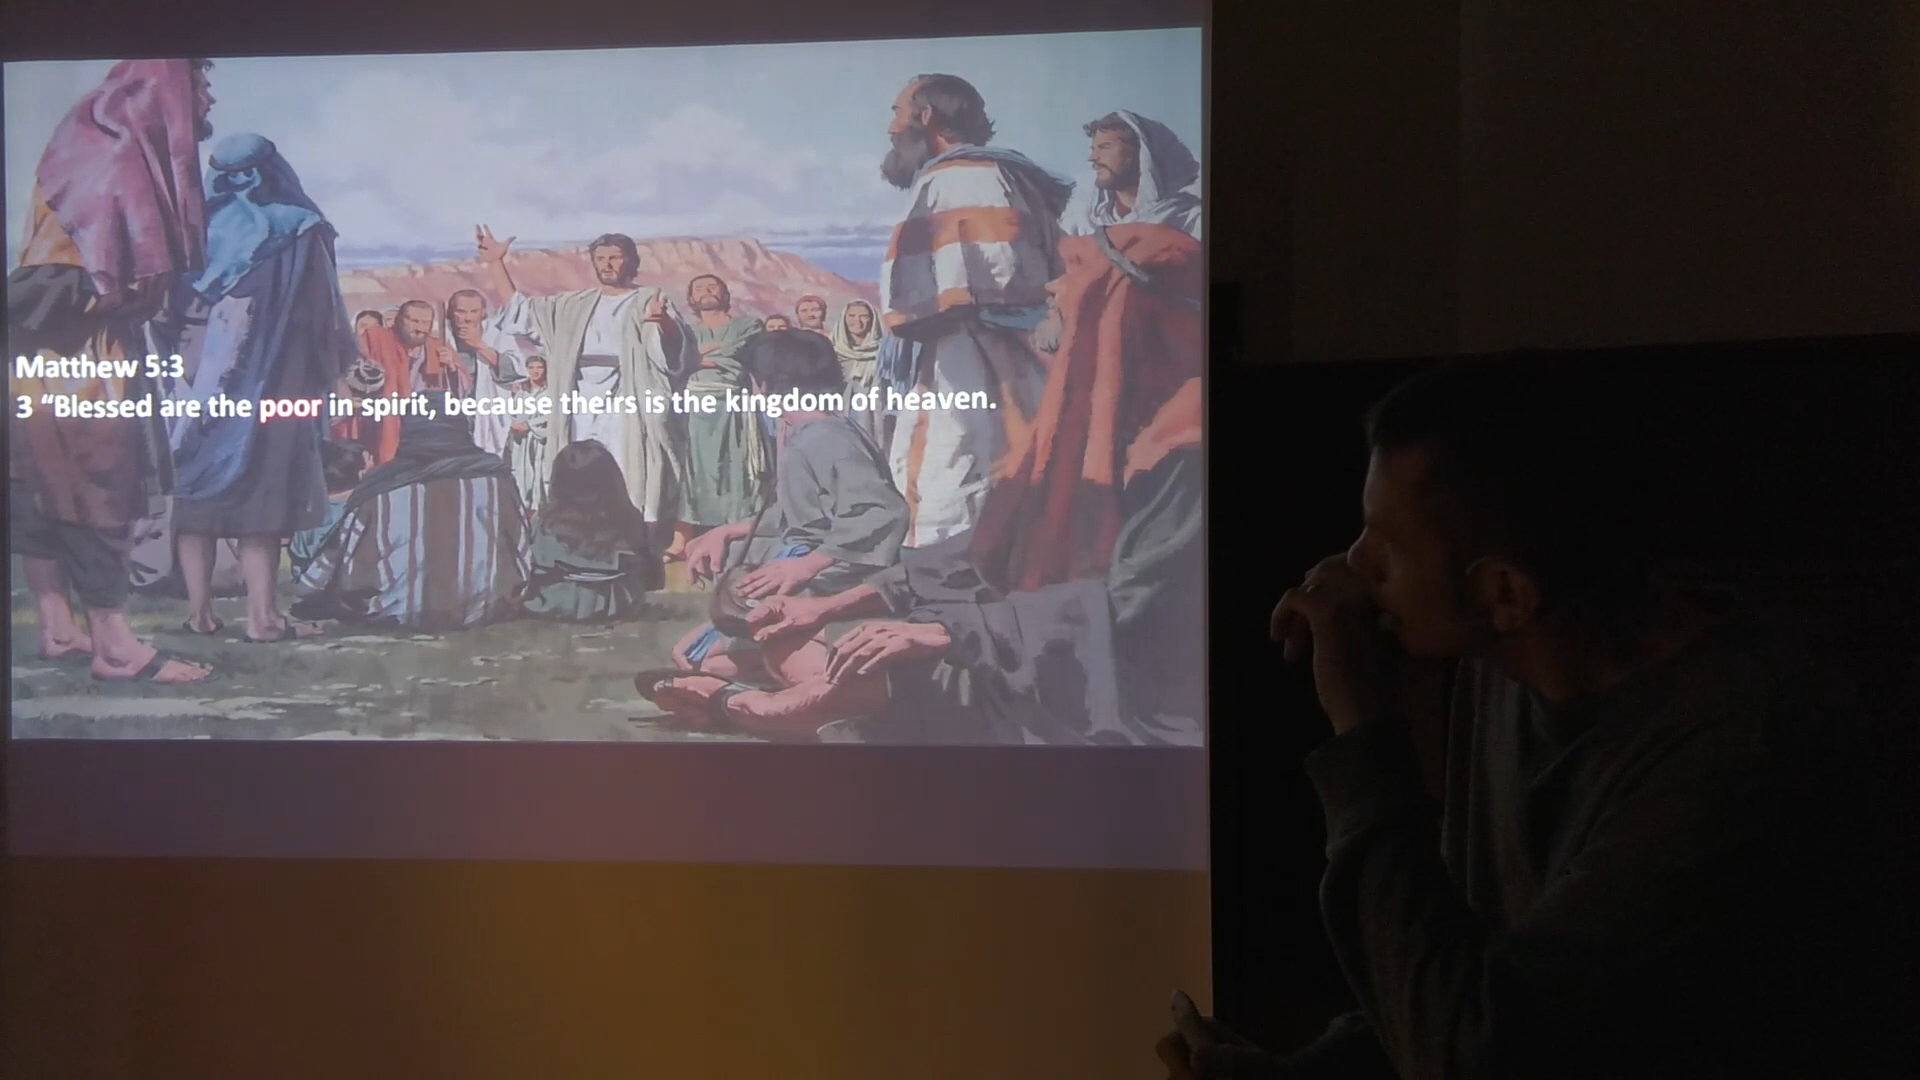 Matthew 5:3
3 “Blessed are the poor in spirit, because theirs is the kingdom of heaven.